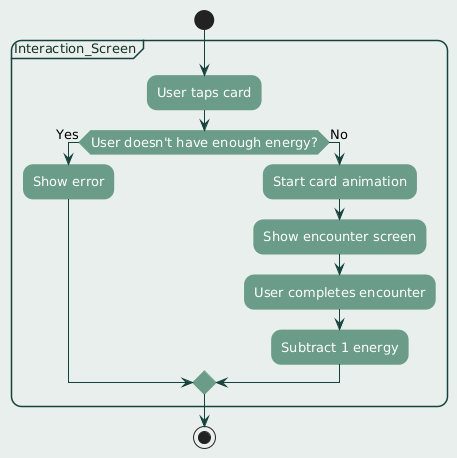 Interaction_Screen
User taps card
Yes
User doesn't have enough energy?
No
Show error
Start card animation
Show encounter screen
User completes encounter
Subtract 1 energy